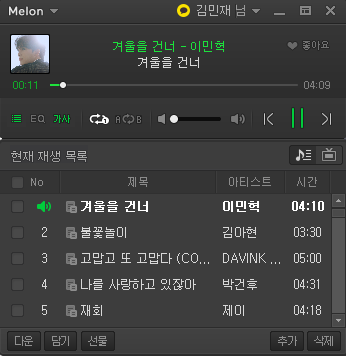 Melon
김민재 님
겨울을 건너 - 이민혁
좋아요
겨울을 건너
00:11
04:09
EQ 가사
A B
현재 재생 목록
No 제목 아티스트 시간
겨울을 건너 이민혁 04:10
2 불꽃놀이 김아현 03:30
3 고맙고 또 고맙다 (CO... DAVINK ... 05:00
4 나를 사랑하고 있잖아 박건후 04:31
5 재회 제이 04:18
다운 담기 선물 추가 삭제